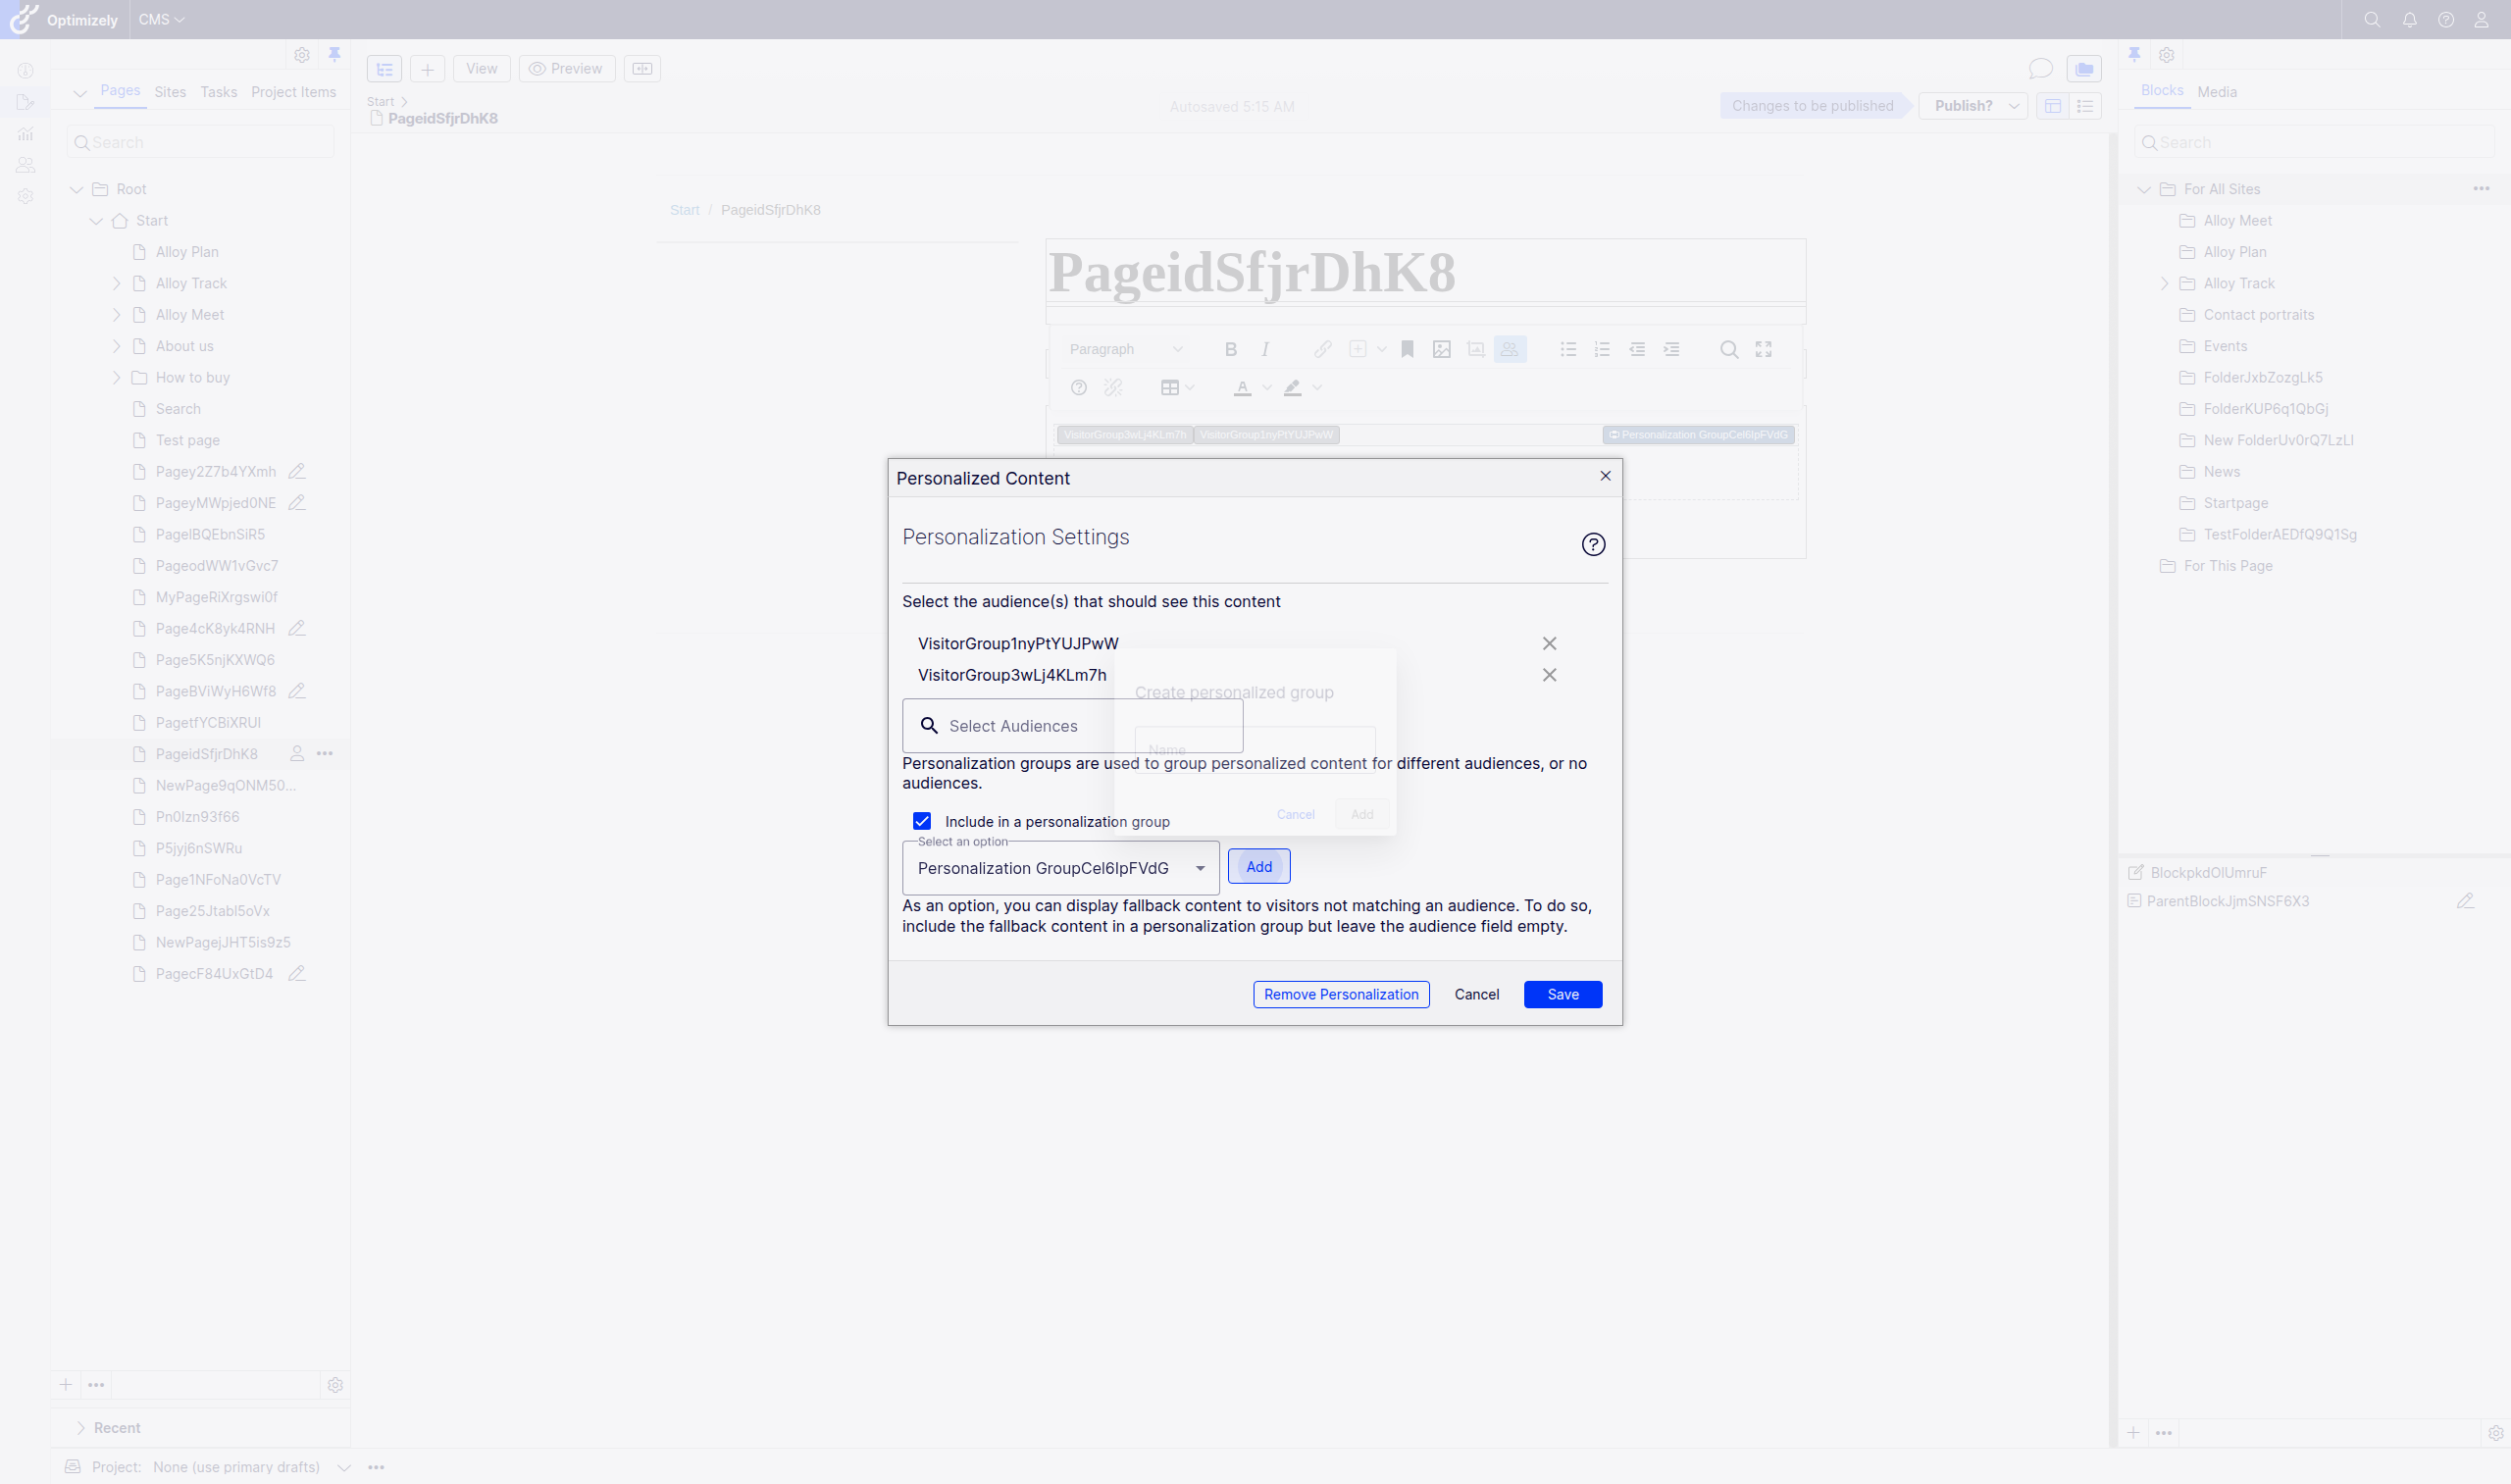 Optimizely CMS
Pages Sites Tasks Project Items
Search
Root
Start
Alloy Plan
Alloy Track
Alloy Meet
About us
How to buy
Search
Test page
Pagey2Z7b4YXmh
PageyMWpjed0NE
PageIBQEbnSiR5
PageodWW1vGvc7
MyPageRiXrgswi0f
Page4cK8yk4RNH
Page5K5njKXWQ6
PageBViWyH6Wf8
PagetfYCBiXRUI
PageidSfjrDhK8
NewPage9qONM50...
Pn0Izn93f66
P5jyj6nSWRu
Page1NFoNa0VcTV
Page25JtabI5oVx
NewPagejJHT5is9z5
PagecF84UxGtD4
Recent
Project: None (use primary drafts)
View Preview
Start
PageidSfjrDhK8
Autosaved 5:15 AM
Changes to be published
Publish?
Start / PageidSfjrDhK8
PageidSfjrDhK8
Paragraph
VisitorGroup3wLj4KLm7h VisitorGroup1nyPtYUJPwW Personalization GroupCel6IpFVdG
Personalized Content
Personalization Settings
Select the audience(s) that should see this content
VisitorGroup1nyPtYUJPwW
VisitorGroup3wLj4KLm7h
Create personalized group
Select Audiences
Name
Personalization groups are used to group personalized content for different audiences, or no
audiences.
Cancel Add
Include in a personalization group
Select an option
Personalization GroupCel6IpFVdG
Add
As an option, you can display fallback content to visitors not matching an audience. To do so,
include the fallback content in a personalization group but leave the audience field empty.
Remove Personalization Cancel Save
Blocks Media
Search
For All Sites
Alloy Meet
Alloy Plan
Alloy Track
Contact portraits
Events
FolderJxbZozgLk5
FolderKUP6q1QbGj
New FolderUv0rQ7LzLI
News
Startpage
TestFolderAEDfQ9Q1Sg
For This Page
BlockpkdOIUmruF
ParentBlockJjmSNSF6X3